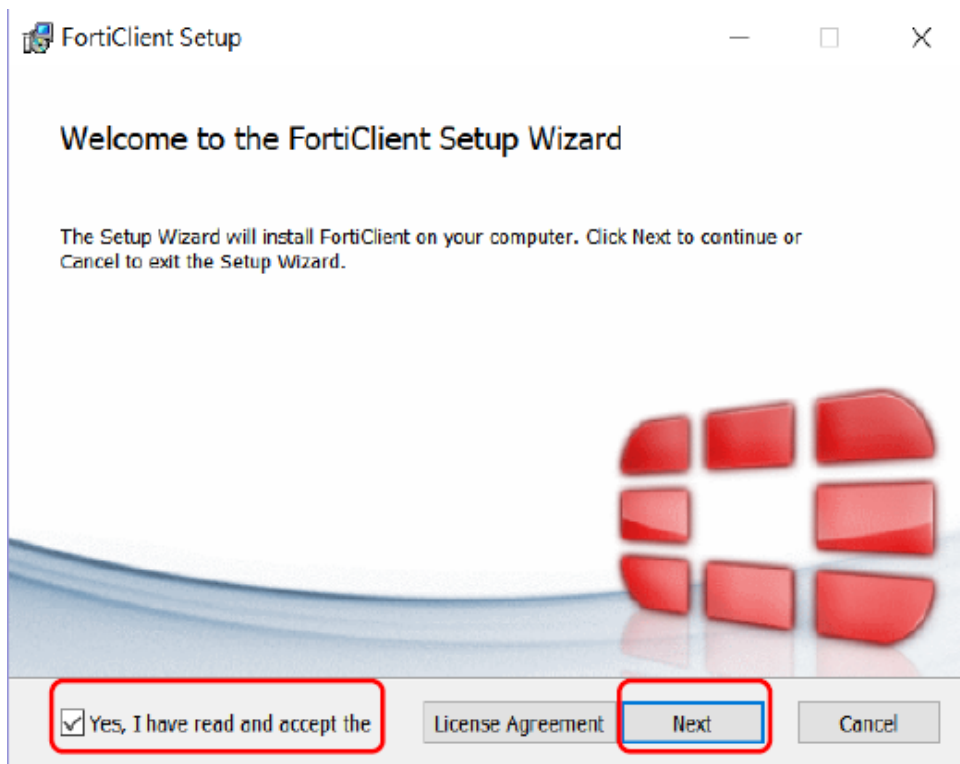 FortiClient Setup
Welcome to the FortiClient Setup Wizard
The Setup Wizard will install FortiClient on your computer. Click Next to continue or
Cancel to exit the Setup Wizard.
Yes, I have read and accept the License Agreement Next Cancel